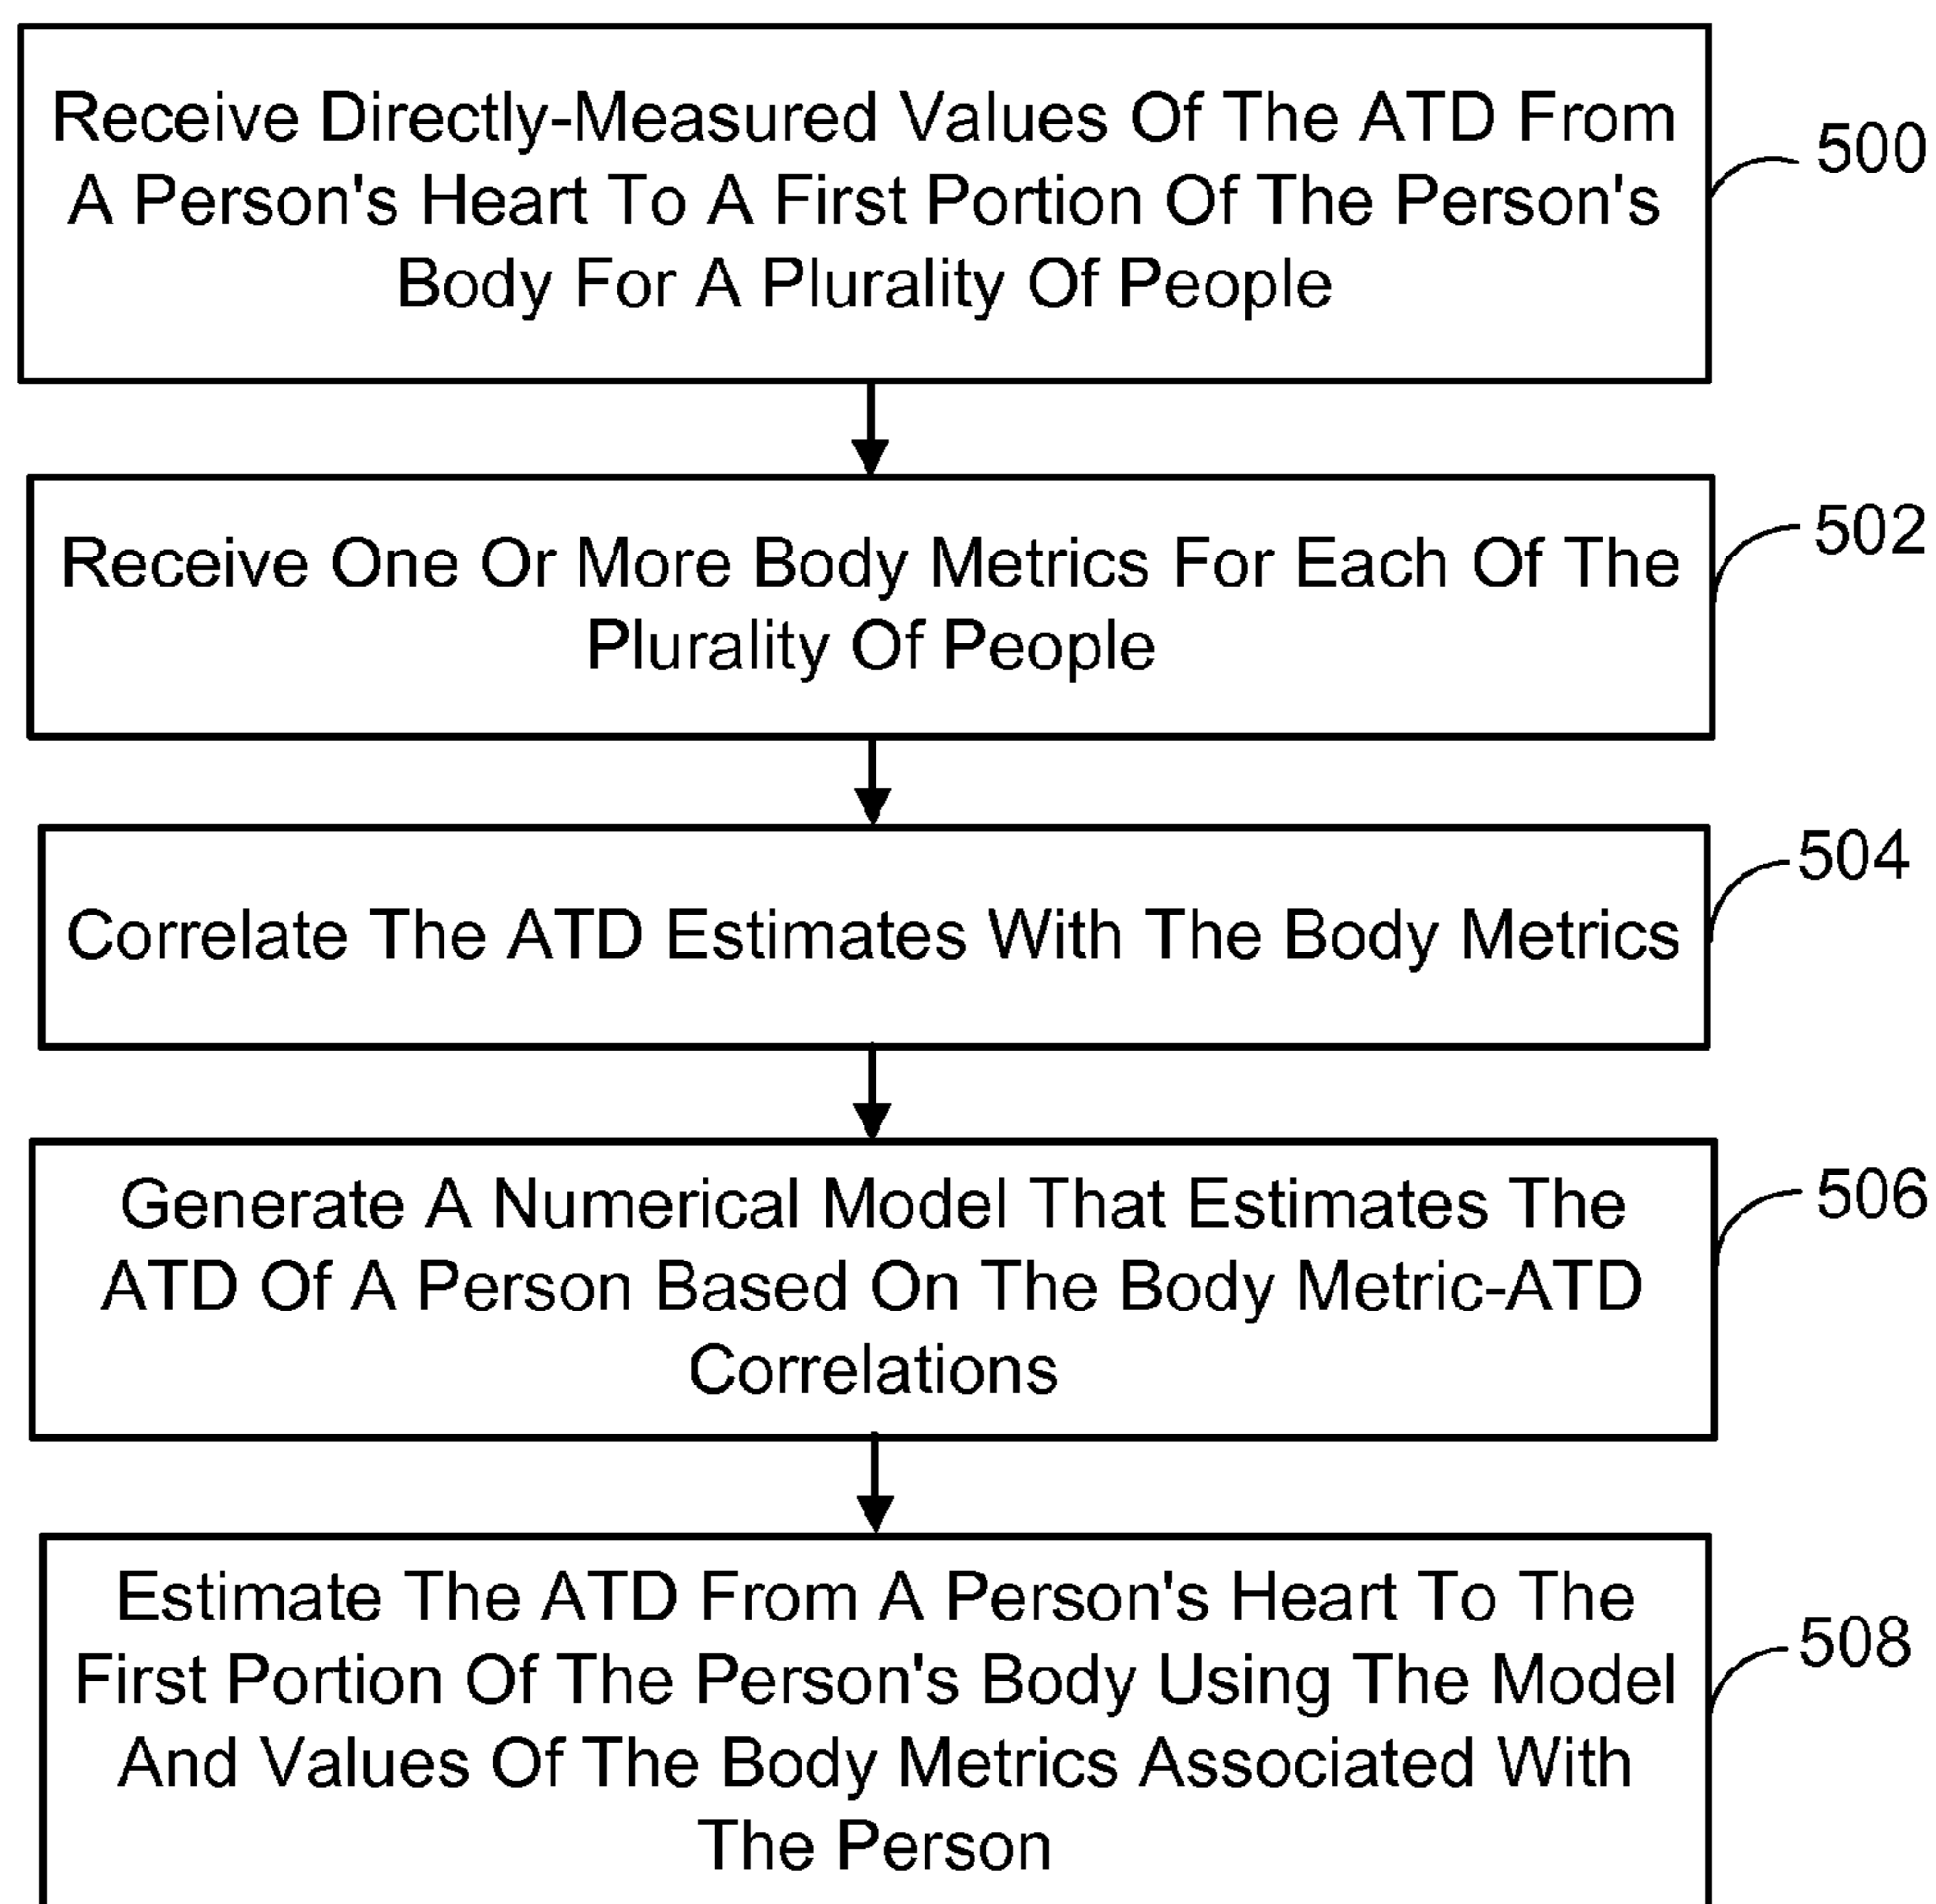 Receive Directly-Measured Values Of The ATD From
A Person's Heart To A First Portion Of The Person's
Body For A Plurality Of People
500
Receive One Or More Body Metrics For Each Of The
Plurality Of People
502
Correlate The ATD Estimates With The Body Metrics
504
Generate A Numerical Model That Estimates The
ATD Of A Person Based On The Body Metric-ATD
Correlations
506
Estimate The ATD From A Person's Heart To The
First Portion Of The Person's Body Using The Model
And Values Of The Body Metrics Associated With
The Person
508